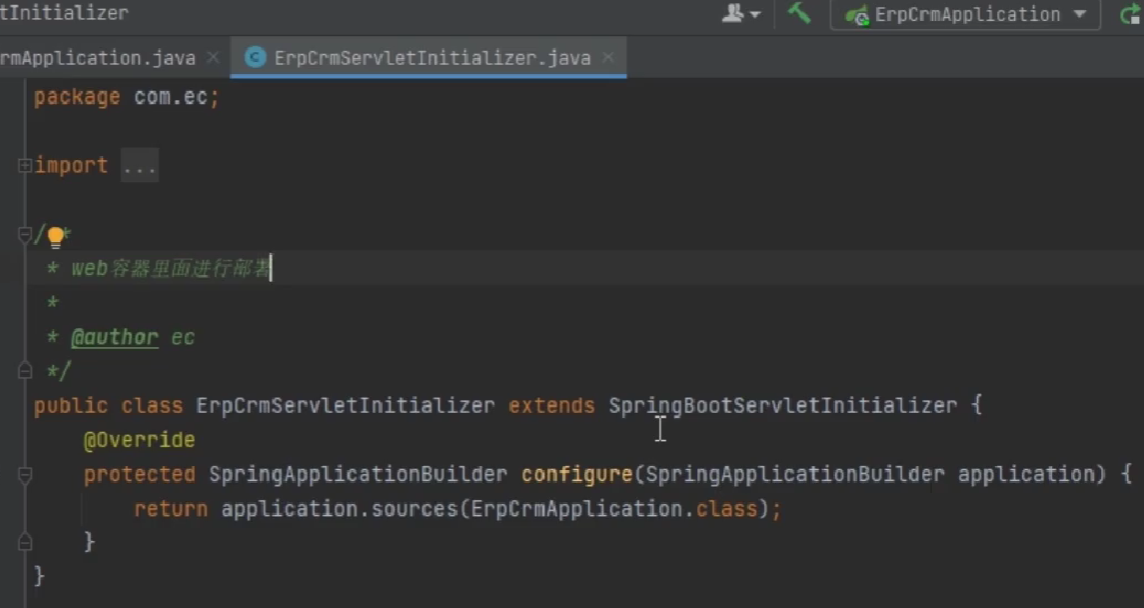 tInitializer
ErpCrmApplication
rmApplication.java
ErpCrmServletInitializer.java
package com.ec;
import ...
/**
* web容器里面进行部署
*
* @author ec
*/
public class ErpCrmServletInitializer extends SpringBootServletInitializer {
@Override
protected SpringApplicationBuilder configure(SpringApplicationBuilder application) {
return application.sources(ErpCrmApplication.class);
}
}